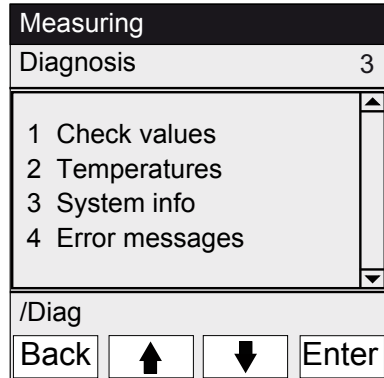 Measuring
Diagnosis 3
1 Check values
2 Temperatures
3 System info
4 Error messages
/Diag
Back Enter